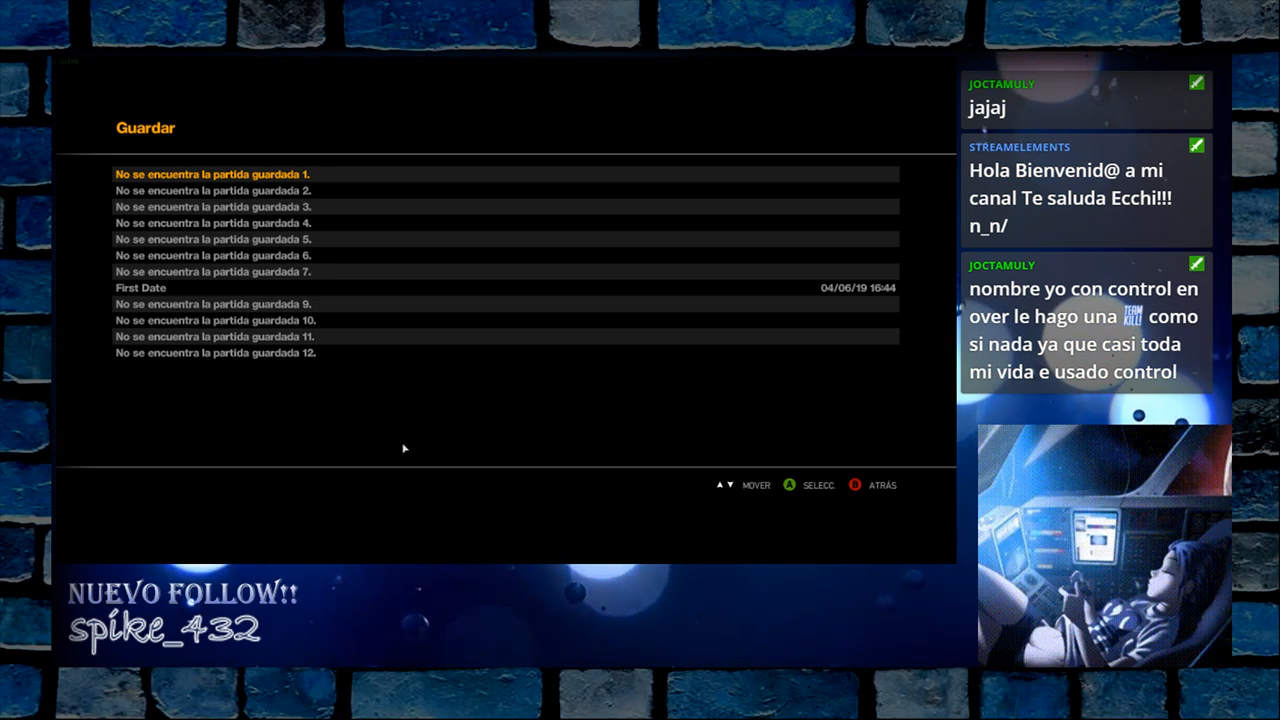 Guardar
No se encuentra la partida guardada 1.
No se encuentra la partida guardada 2.
No se encuentra la partida guardada 3.
No se encuentra la partida guardada 4.
No se encuentra la partida guardada 5.
No se encuentra la partida guardada 6.
No se encuentra la partida guardada 7.
First Date 04/06/19 16:44
No se encuentra la partida guardada 9.
No se encuentra la partida guardada 10.
No se encuentra la partida guardada 11.
No se encuentra la partida guardada 12.
MOVER A SELECC. B ATRÁS
NUEVO FOLLOW!!
spike_432
JOCTAMULY
jajaj
STREAMELEMENTS
Hola Bienvenid@ a mi
canal Te saluda Ecchi!!!
n_n/
JOCTAMULY
nombre yo con control en
over le hago una TEAM KILL! como
si nada ya que casi toda
mi vida e usado control